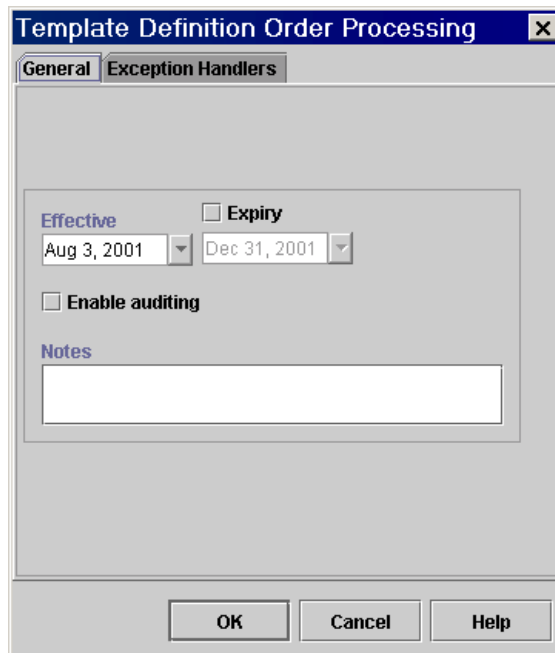 Template Definition Order Processing
General Exception Handlers
Effective
Expiry
Aug 3, 2001
Dec 31, 2001
Enable auditing
Notes
OK Cancel Help